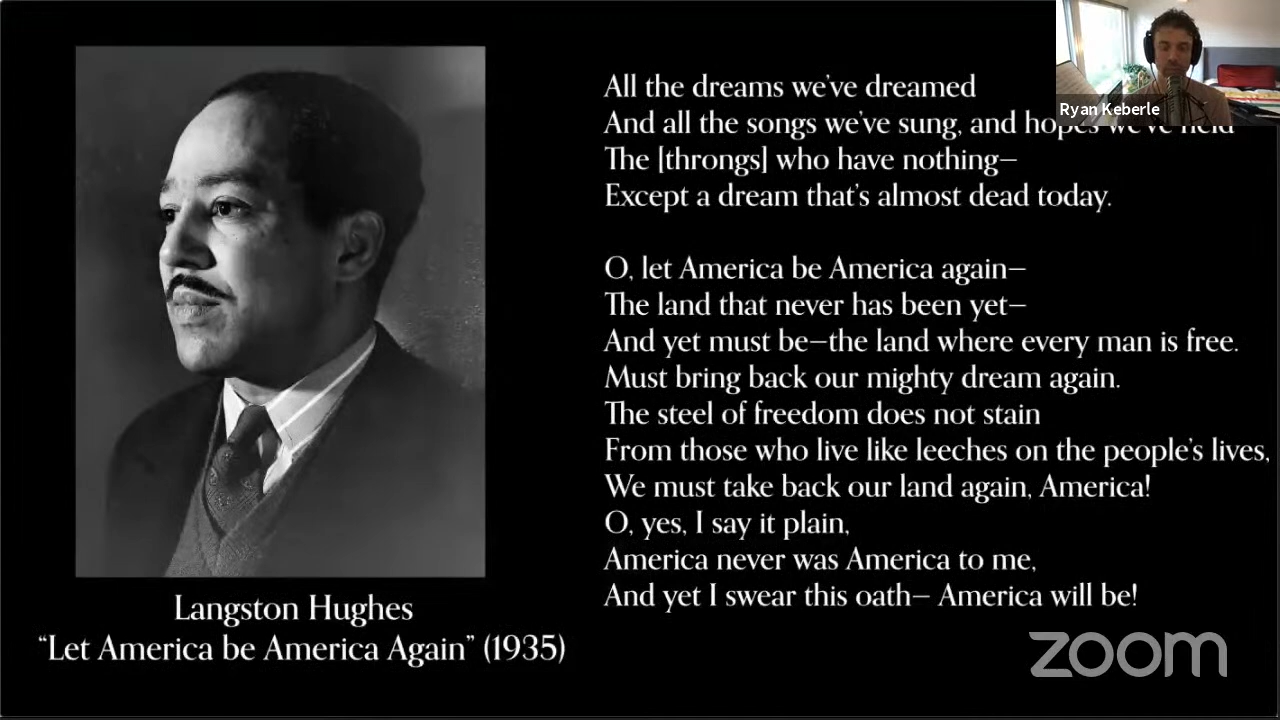 All the dreams we've dreamed
And all the songs we've sung, and hopes we've held
The [throngs] who have nothing—
Except a dream that's almost dead today.
O, let America be America again—
The land that never has been yet—
And yet must be—the land where every man is free.
Must bring back our mighty dream again.
The steel of freedom does not stain
From those who live like leeches on the people's lives,
We must take back our land again, America!
O, yes, I say it plain,
America never was America to me,
And yet I swear this oath— America will be!
Langston Hughes
“Let America be America Again” (1935)
Ryan Keberle
zoom